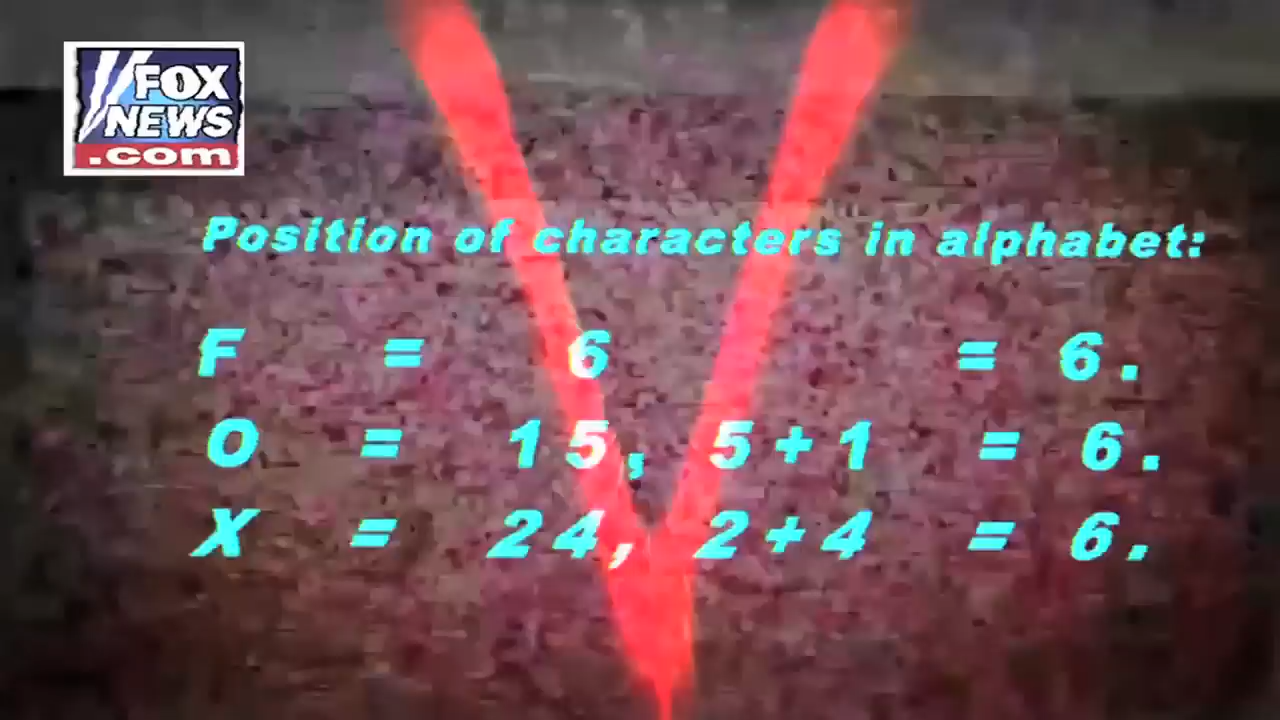 FOX
NEWS
.com
Position of characters in alphabet:
F = 6 = 6.
O = 15, 5+1 = 6.
X = 24, 2+4 = 6.